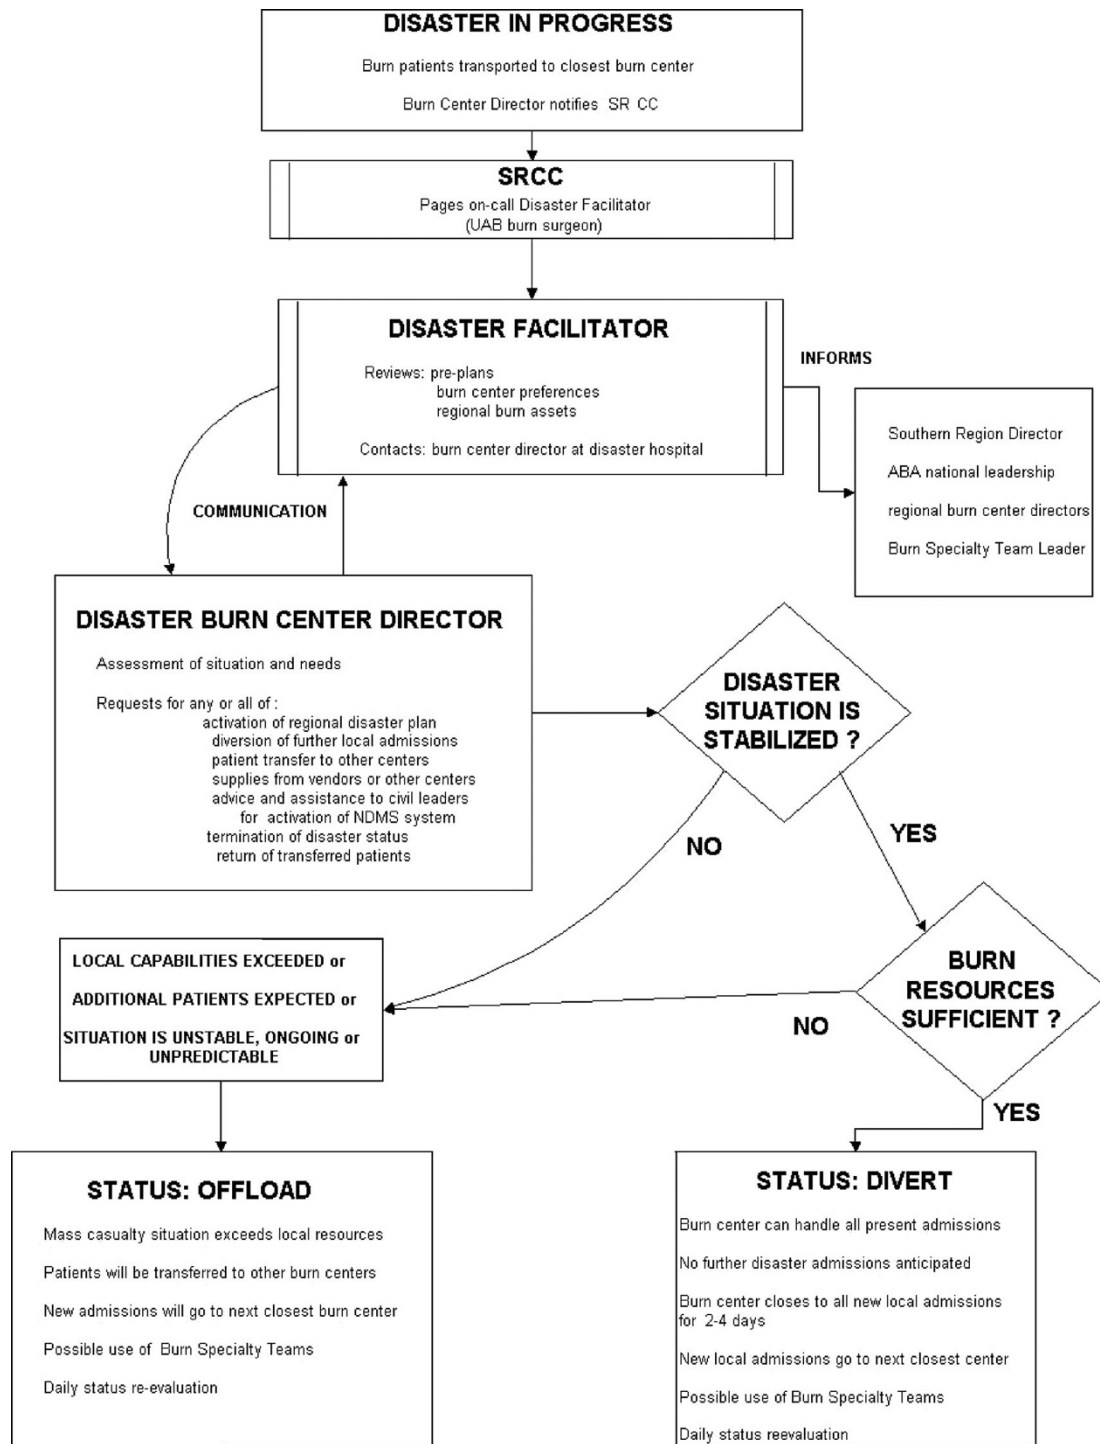 DISASTER IN PROGRESS
Burn patients transported to closest burn center
Burn Center Director notifies SR CC
SRCC
Pages on-call Disaster Facilitator
(UAB burn surgeon)
DISASTER FACILITATOR
Reviews: pre-plans
burn center preferences
regional burn assets
Contacts: burn center director at disaster hospital
INFORMS
Southern Region Director
ABA national leadership
regional burn center directors
Burn Specialty Team Leader
COMMUNICATION
DISASTER BURN CENTER DIRECTOR
Assessment of situation and needs
Requests for any or all of :
activation of regional disaster plan
diversion of further local admissions
patient transfer to other centers
supplies from vendors or other centers
advice and assistance to civil leaders
for activation of NDMS system
termination of disaster status
return of transferred patients
DISASTER
SITUATION IS
STABILIZED ?
NO
YES
BURN
RESOURCES
SUFFICIENT ?
NO
YES
LOCAL CAPABILITIES EXCEEDED or
ADDITIONAL PATIENTS EXPECTED or
SITUATION IS UNSTABLE, ONGOING or
UNPREDICTABLE
STATUS: OFFLOAD
Mass casualty situation exceeds local resources
Patients will be transferred to other burn centers
New admissions will go to next closest burn center
Possible use of Burn Specialty Teams
Daily status re-evaluation
STATUS: DIVERT
Burn center can handle all present admissions
No further disaster admissions anticipated
Burn center closes to all new local admissions
for 2-4 days
New local admissions go to next closest center
Possible use of Burn Specialty Teams
Daily status reevaluation